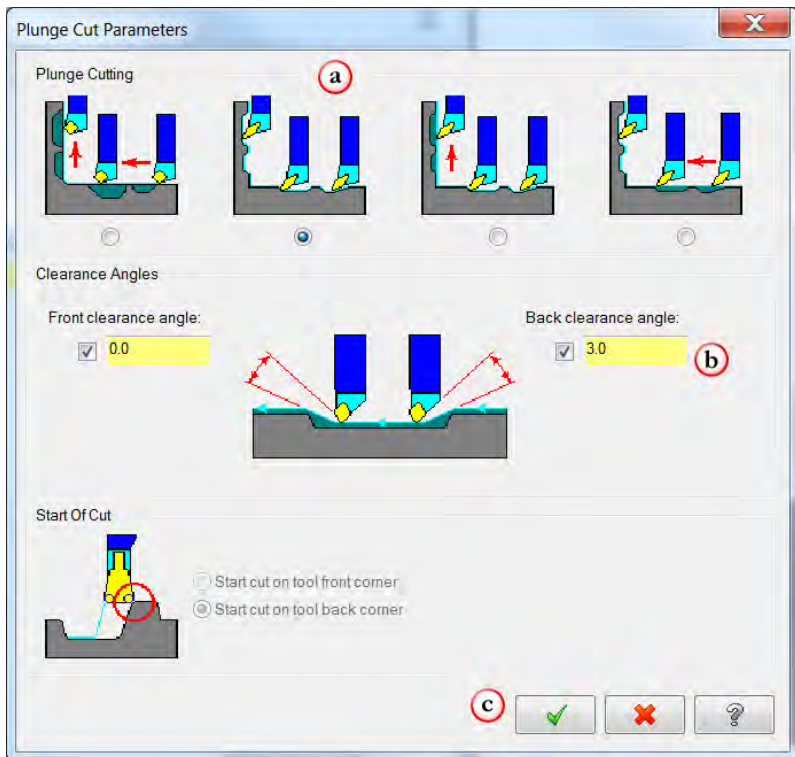 Plunge Cut Parameters
X
Plunge Cutting
a
Clearance Angles
Front clearance angle:
Back clearance angle:
0.0
3.0
b
Start Of Cut
Start cut on tool front corner
Start cut on tool back corner
c
?